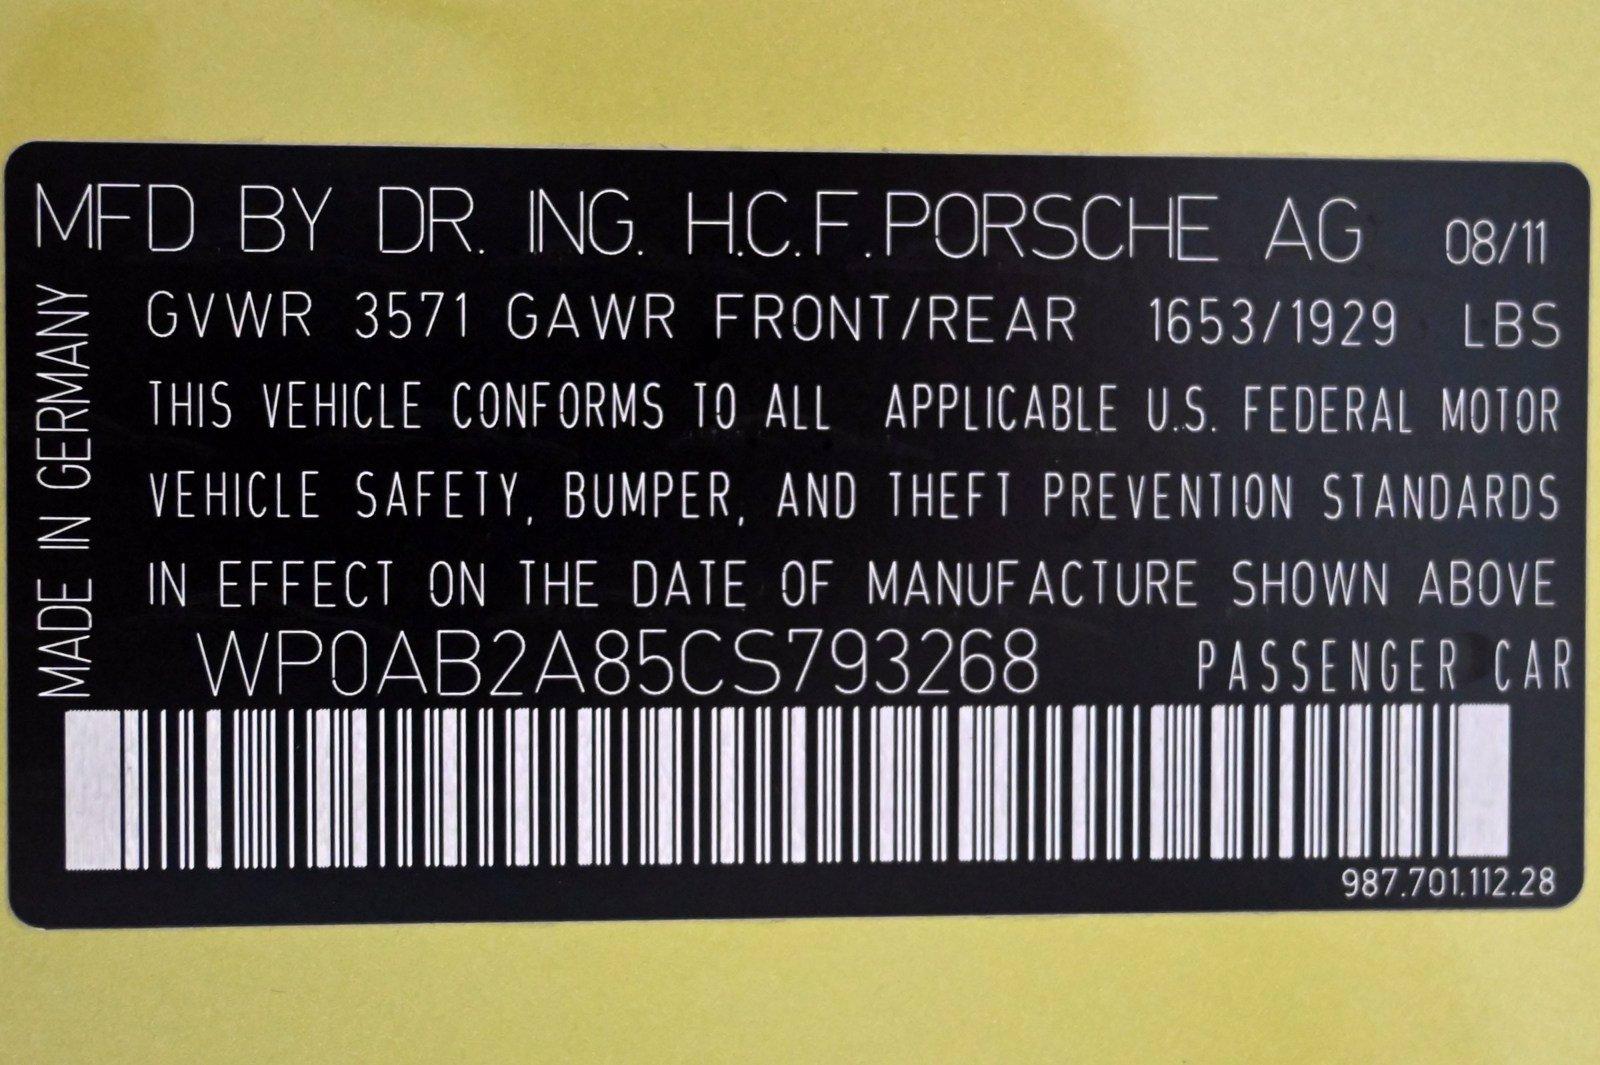 MFD BY DR. ING. H.C.F.PORSCHE AG 08/11
GVWR 3571 GAWR FRONT/REAR 1653/1929 LBS
THIS VEHICLE CONFORMS TO ALL APPLICABLE U.S. FEDERAL MOTOR
VEHICLE SAFETY, BUMPER, AND THEFT PREVENTION STANDARDS
IN EFFECT ON THE DATE OF MANUFACTURE SHOWN ABOVE
WP0AB2A85CS793268 PASSENGER CAR
987.701.112.28
MADE IN GERMANY